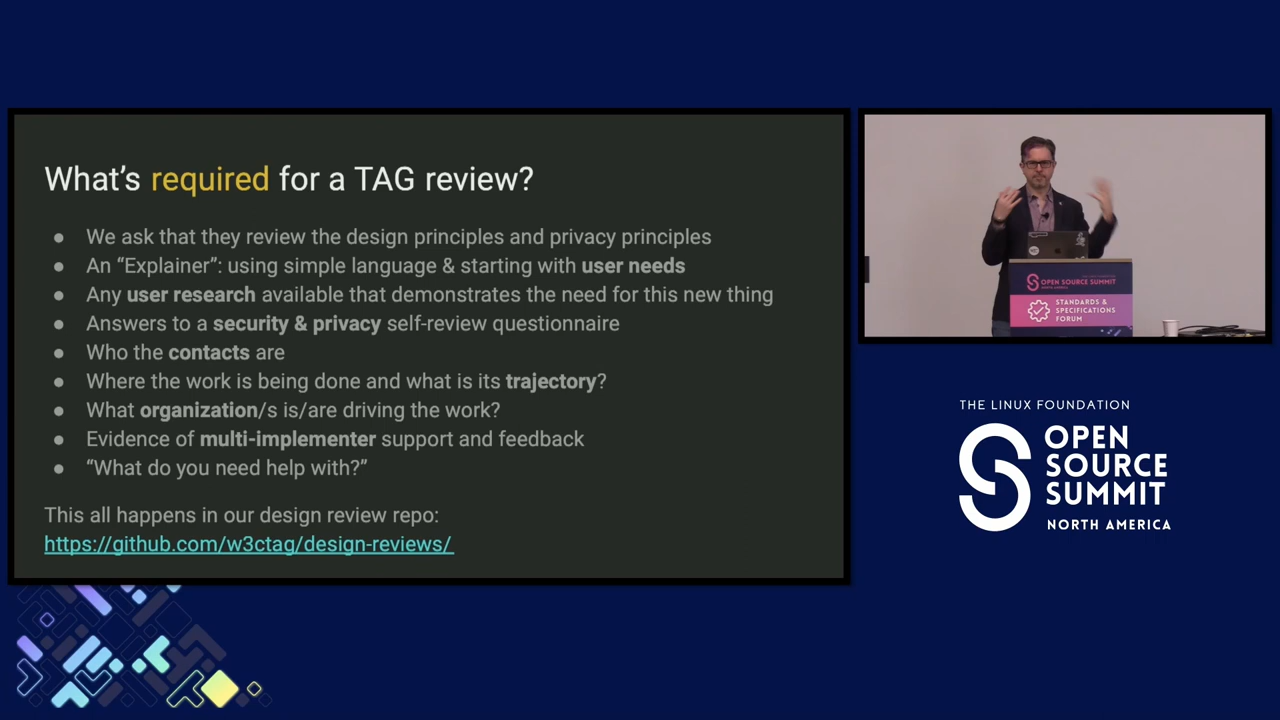 What's required for a TAG review?
● We ask that they review the design principles and privacy principles
● An “Explainer”: using simple language & starting with user needs
● Any user research available that demonstrates the need for this new thing
● Answers to a security & privacy self-review questionnaire
● Who the contacts are
● Where the work is being done and what is its trajectory?
● What organization/s is/are driving the work?
● Evidence of multi-implementer support and feedback
● “What do you need help with?”
This all happens in our design review repo:
https://github.com/w3ctag/design-reviews/
OPEN SOURCE SUMMIT
STANDARDS &
SPECIFICATIONS
FORUM
THE LINUX FOUNDATION
OPEN
SOURCE
SUMMIT
NORTH AMERICA